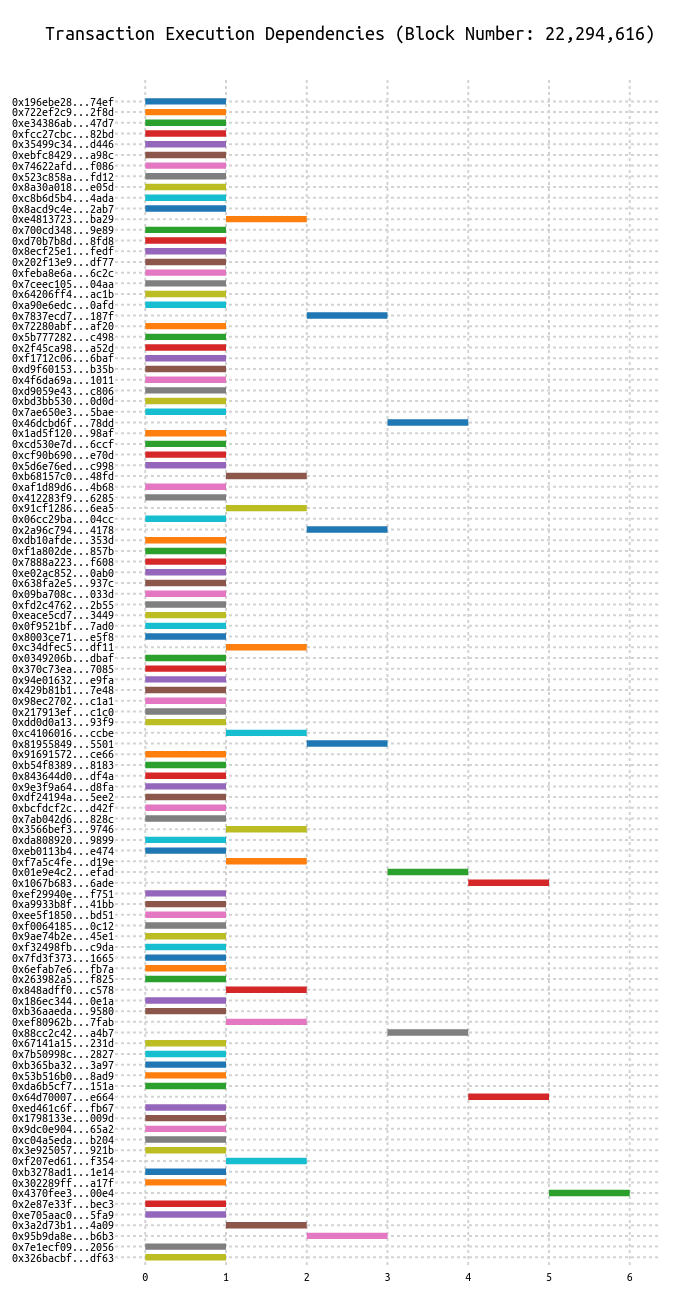 Transaction Execution Dependencies (Block Number: 22,294,616)
0x196ebe28...74ef
0x722ef2c9...2f8d
0xe34386ab...47d7
0xfcc27cbc...82bd
0x35499c34...d446
0xebfc8429...a98c
0x74622afd...f086
0x523c858a...fd12
0x8a30a018...e05d
0xc8b6d5b4...4ada
0x8acd9c4e...2ab7
0xe4813723...ba29
0x700cd348...9e89
0xd70b7b8d...8fd8
0x8ecf25e1...fedf
0x202f13e9...df77
0xfeba8e6a...6c2c
0x7ceec105...04aa
0x64206ff4...ac1b
0xa90e6edc...0afd
0x7837ecd7...187f
0x72280abf...af20
0x5b777282...c498
0x2f45ca98...a52d
0xf1712c06...6baf
0xd9f60153...b35b
0x4f6da69a...1011
0xd9059e43...c806
0xbd3bb530...0d0d
0x7ae650e3...5bae
0x46dcbd6f...78dd
0x1ad5f120...98af
0xcd530e7d...6ccf
0xcf90b690...e70d
0x5d6e76ed...c998
0xb68157c0...48fd
0xaf1d89d6...4b68
0x412283f9...6285
0x91cf1286...6ea5
0x06cc29ba...04cc
0x2a96c794...4178
0xdb10afde...353d
0xf1a802de...857b
0x7888a223...f608
0xe02ac852...0ab0
0x638fa2e5...937c
0x09ba708c...033d
0xfd2c4762...2b55
0xeace5cd7...3449
0x0f9521bf...7ad0
0x8003ce71...e5f8
0xc34dfec5...df11
0x0349206b...dbaf
0x370c73ea...7085
0x94e01632...e9fa
0x429b81b1...7e48
0x98ec2702...c1a1
0x217913ef...c1c0
0xdd0d0a13...93f9
0xc4106016...ccbe
0x81955849...5501
0x91691572...ce66
0xb54f8389...8183
0x843644d0...df4a
0x9e3f9a64...d8fa
0xdf24194a...5ee2
0xbcfdcf2c...d42f
0x7ab042d6...828c
0x3566bef3...9746
0xda808920...9899
0xeb0113b4...e474
0xf7a5c4fe...d19e
0x01e9e4c2...efad
0x1067b683...6ade
0xef29940e...f751
0xa9933b8f...41bb
0xee5f1850...bd51
0xf0064185...0c12
0x9ae74b2e...45e1
0xf32498fb...c9da
0x7fd3f373...1665
0x6efab7e6...fb7a
0x263982a5...f825
0x848adff0...c578
0x186ec344...0e1a
0xb36aaeda...9580
0xef80962b...7fab
0x88cc2c42...a4b7
0x67141a15...231d
0x7b50998c...2827
0xb365ba32...3a97
0x53b516b0...8ad9
0xda6b5cf7...151a
0x64d70007...e664
0xed461c6f...fb67
0x1798133e...009d
0x9dc0e904...65a2
0xc04a5eda...b204
0x3e925057...921b
0xf207ed61...f354
0xb3278ad1...1e14
0x302289ff...a17f
0x4370fee3...00e4
0x2e87e33f...bec3
0xe705aac0...5fa9
0x3a2d73b1...4a09
0x95b9da8e...b6b3
0x7e1ecf09...2056
0x326bacbf...df63
0 1 2 3 4 5 6